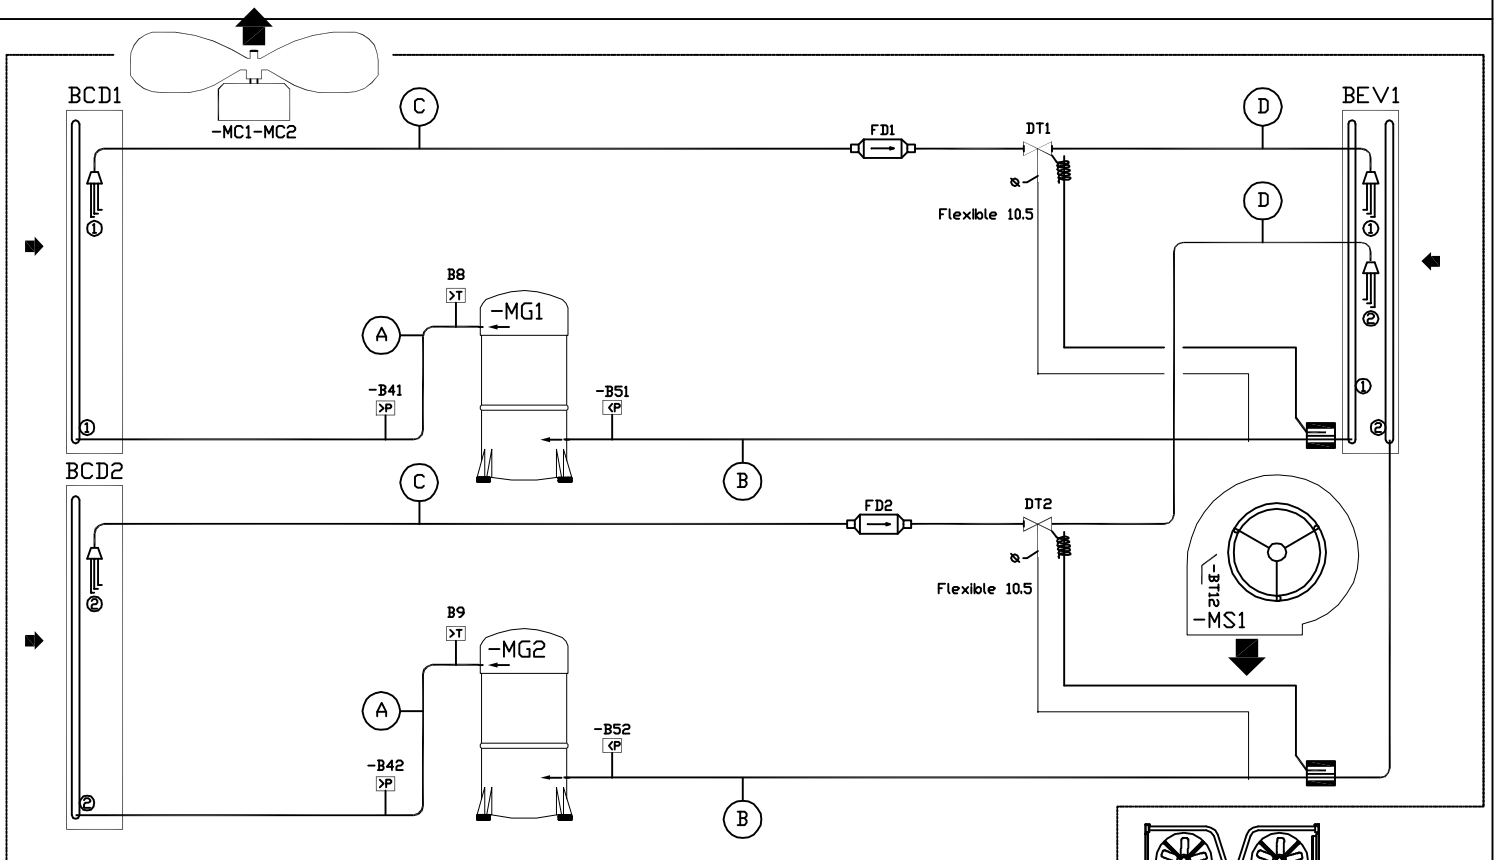 BCD1
-MC1-MC2
C
FD1
DT1
D
BEV1
Ø
Flexible 10.5
D
1
1
2
B8
>T
-MG1
A
-B41
>P
-B51
<P
1
1
2
B
BCD2
C
FD2
DT2
Ø
Flexible 10.5
-BT12
-MS1
2
B9
>T
-MG2
A
-B42
>P
-B52
<P
2
B